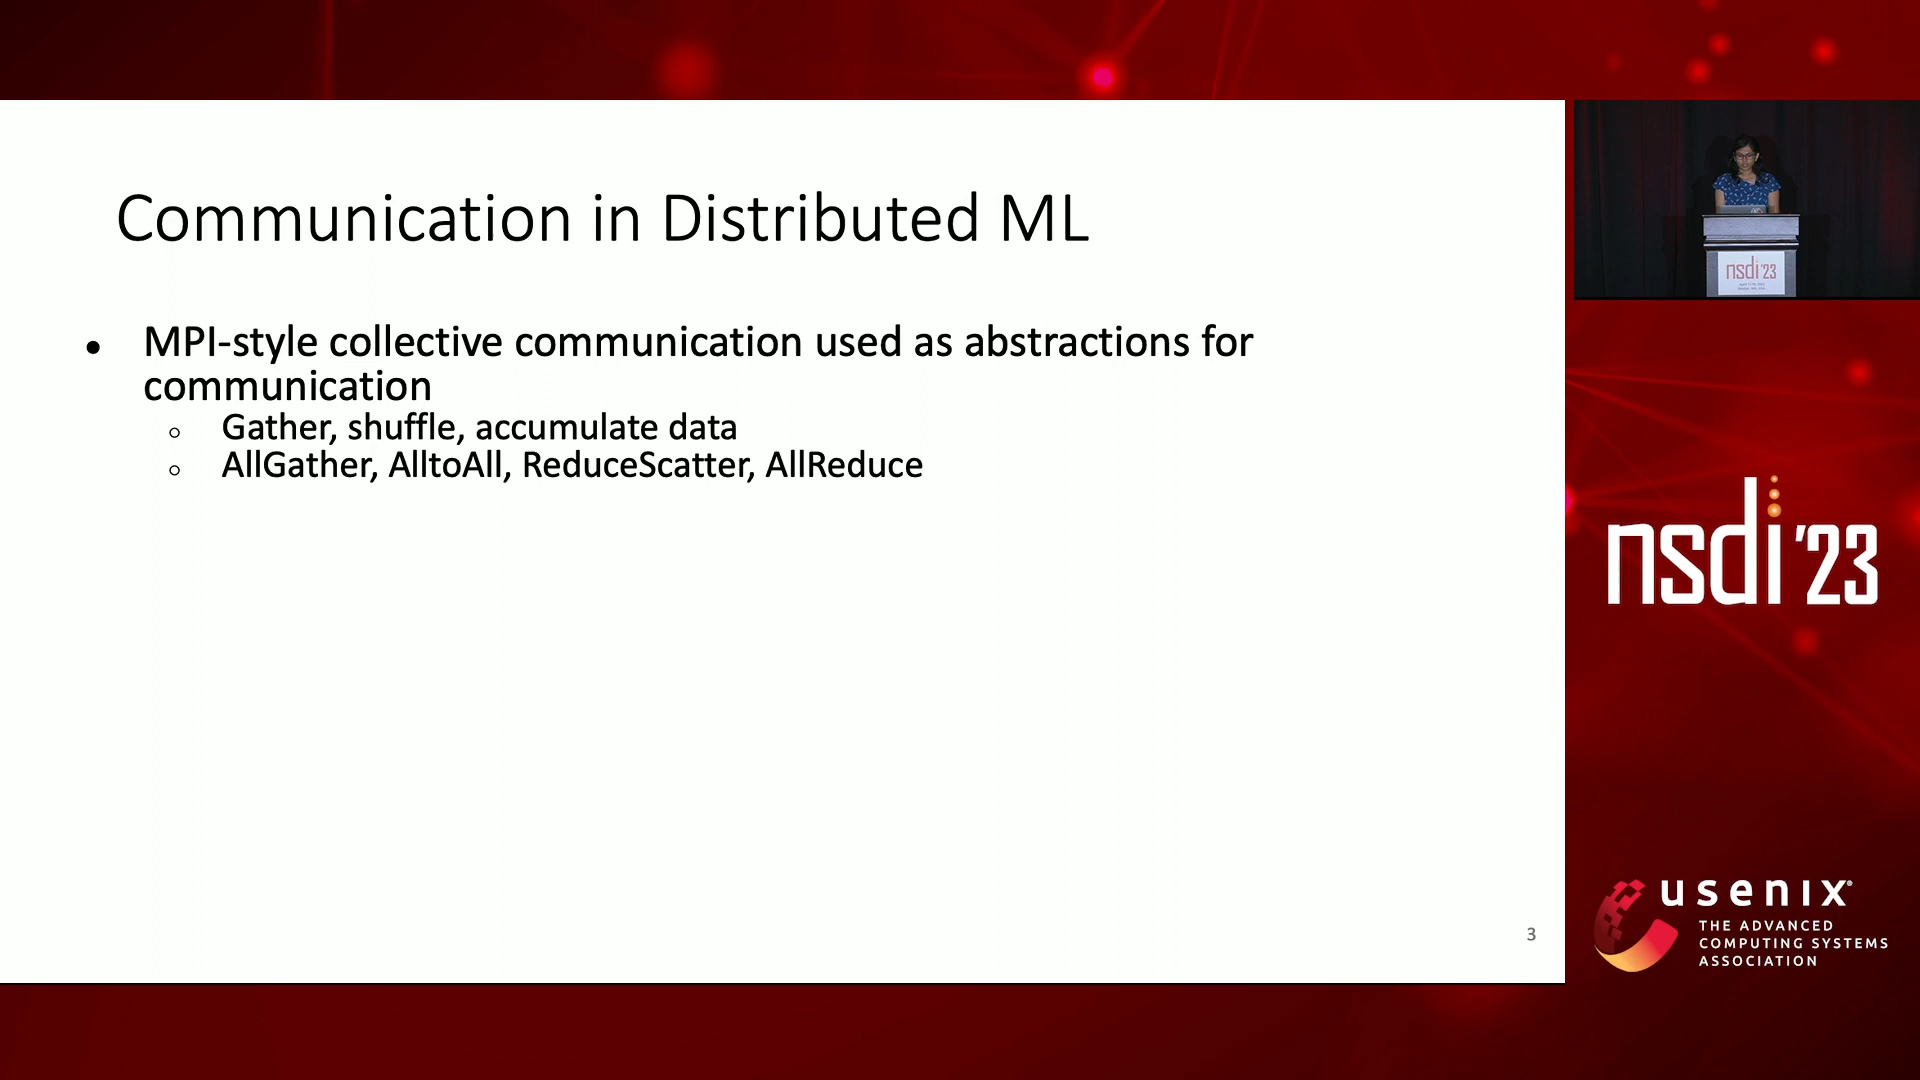 Communication in Distributed ML
● MPI-style collective communication used as abstractions for
communication
○ Gather, shuffle, accumulate data
○ AllGather, AlltoAll, ReduceScatter, AllReduce
3
nsdi '23
nsdi '23
usenix®
THE ADVANCED
COMPUTING SYSTEMS
ASSOCIATION